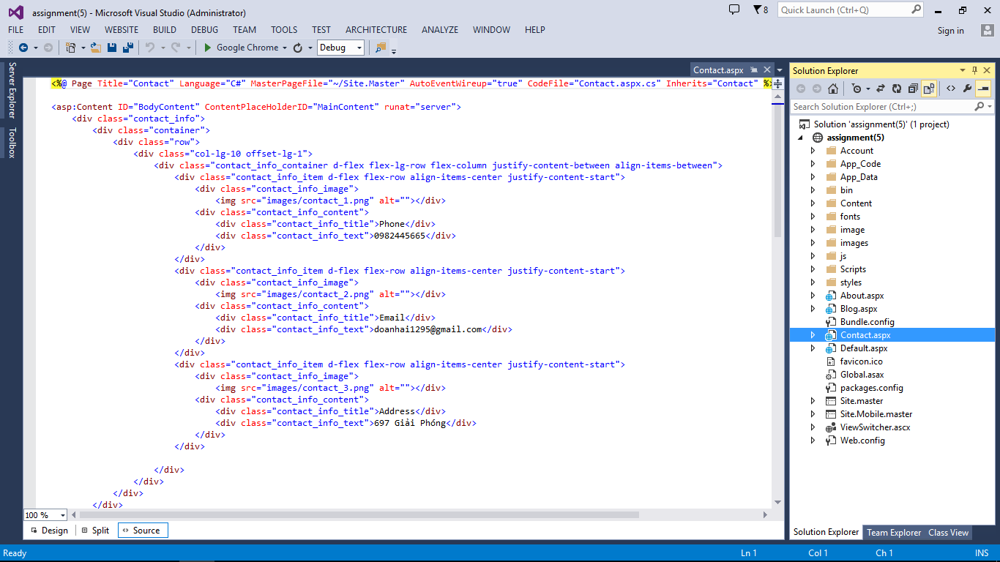 assignment(5) - Microsoft Visual Studio (Administrator)
8
Quick Launch (Ctrl+Q)
FILE EDIT VIEW WEBSITE BUILD DEBUG TEAM TOOLS TEST ARCHITECTURE ANALYZE WINDOW HELP
Sign in
Google Chrome
Debug
Server Explorer
Toolbox
Contact.aspx
<%@ Page Title="Contact" Language="C#" MasterPageFile="~/Site.Master" AutoEventWireup="true" CodeFile="Contact.aspx.cs" Inherits="Contact" %>
<asp:Content ID="BodyContent" ContentPlaceHolderID="MainContent" runat="server">
<div class="contact_info">
<div class="container">
<div class="row">
<div class="col-lg-10 offset-lg-1">
<div class="contact_info_container d-flex flex-lg-row flex-column justify-content-between align-items-between">
<div class="contact_info_item d-flex flex-row align-items-center justify-content-start">
<div class="contact_info_image">
<img src="images/contact_1.png" alt=""></div>
<div class="contact_info_content">
<div class="contact_info_title">Phone</div>
<div class="contact_info_text">0982445665</div>
</div>
</div>
<div class="contact_info_item d-flex flex-row align-items-center justify-content-start">
<div class="contact_info_image">
<img src="images/contact_2.png" alt=""></div>
<div class="contact_info_content">
<div class="contact_info_title">Email</div>
<div class="contact_info_text">doanhai1295@gmail.com</div>
</div>
</div>
<div class="contact_info_item d-flex flex-row align-items-center justify-content-start">
<div class="contact_info_image">
<img src="images/contact_3.png" alt=""></div>
<div class="contact_info_content">
<div class="contact_info_title">Address</div>
<div class="contact_info_text">697 Giải Phóng</div>
</div>
</div>
</div>
</div>
</div>
</div>
100 %
Design Split Source
Solution Explorer
Search Solution Explorer (Ctrl+;)
Solution 'assignment(5)' (1 project)
assignment(5)
Account
App_Code
App_Data
bin
Content
fonts
image
images
js
Scripts
styles
About.aspx
Blog.aspx
Bundle.config
Contact.aspx
Default.aspx
favicon.ico
Global.asax
packages.config
Site.master
Site.Mobile.master
ViewSwitcher.ascx
Web.config
Solution Explorer Team Explorer Class View
Ready Ln 1 Col 1 Ch 1 INS